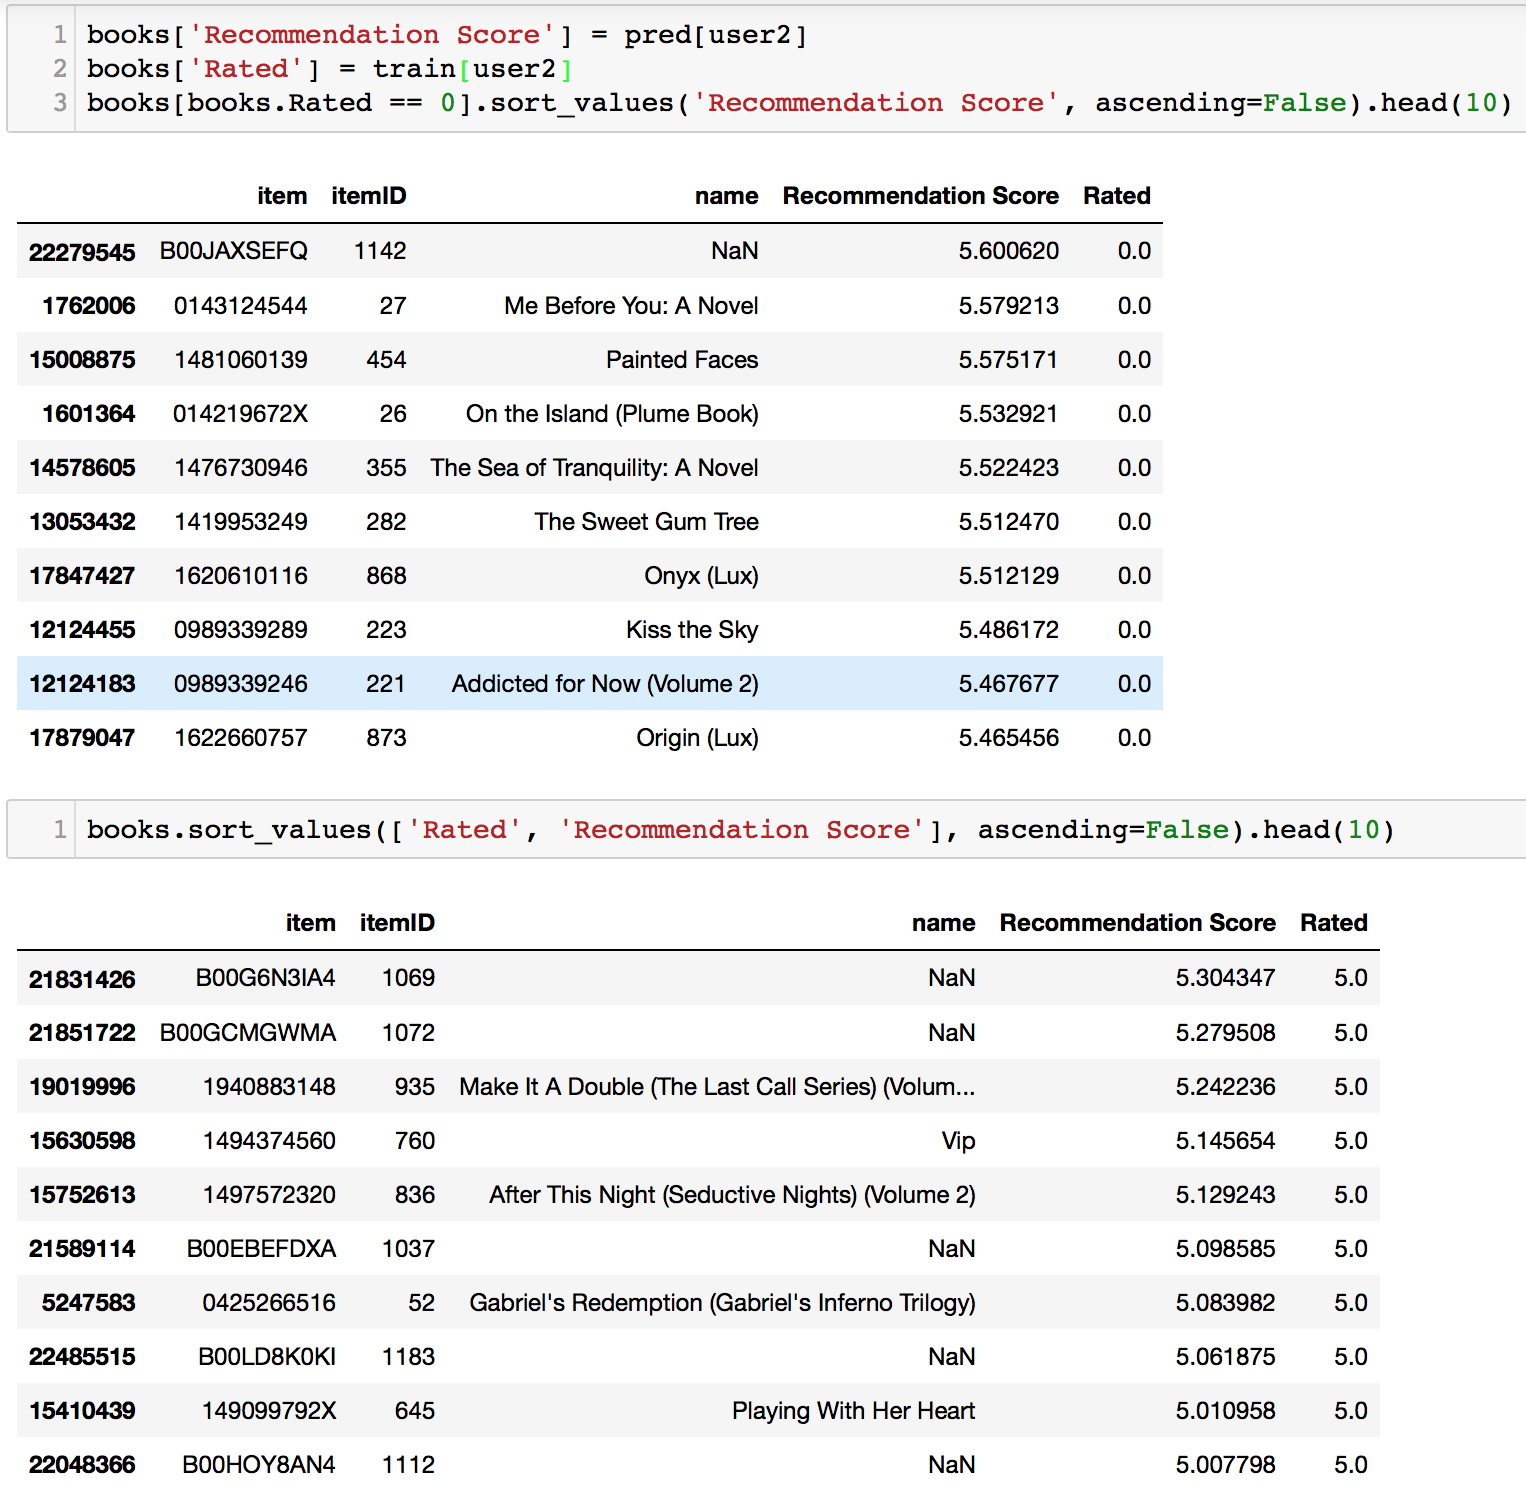 1 books['Recommendation Score'] = pred[user2]
2 books['Rated'] = train[user2]
3 books[books.Rated == 0].sort_values('Recommendation Score', ascending=False).head(10)
item itemID name Recommendation Score Rated
22279545 B00JAXSEFQ 1142 NaN 5.600620 0.0
1762006 0143124544 27 Me Before You: A Novel 5.579213 0.0
15008875 1481060139 454 Painted Faces 5.575171 0.0
1601364 014219672X 26 On the Island (Plume Book) 5.532921 0.0
14578605 1476730946 355 The Sea of Tranquility: A Novel 5.522423 0.0
13053432 1419953249 282 The Sweet Gum Tree 5.512470 0.0
17847427 1620610116 868 Onyx (Lux) 5.512129 0.0
12124455 0989339289 223 Kiss the Sky 5.486172 0.0
12124183 0989339246 221 Addicted for Now (Volume 2) 5.467677 0.0
17879047 1622660757 873 Origin (Lux) 5.465456 0.0
1 books.sort_values(['Rated', 'Recommendation Score'], ascending=False).head(10)
item itemID name Recommendation Score Rated
21831426 B00G6N3IA4 1069 NaN 5.304347 5.0
21851722 B00GCMGWMA 1072 NaN 5.279508 5.0
19019996 1940883148 935 Make It A Double (The Last Call Series) (Volum... 5.242236 5.0
15630598 1494374560 760 Vip 5.145654 5.0
15752613 1497572320 836 After This Night (Seductive Nights) (Volume 2) 5.129243 5.0
21589114 B00EBEFDXA 1037 NaN 5.098585 5.0
5247583 0425266516 52 Gabriel's Redemption (Gabriel's Inferno Trilogy) 5.083982 5.0
22485515 B00LD8K0KI 1183 NaN 5.061875 5.0
15410439 149099792X 645 Playing With Her Heart 5.010958 5.0
22048366 B00HOY8AN4 1112 NaN 5.007798 5.0